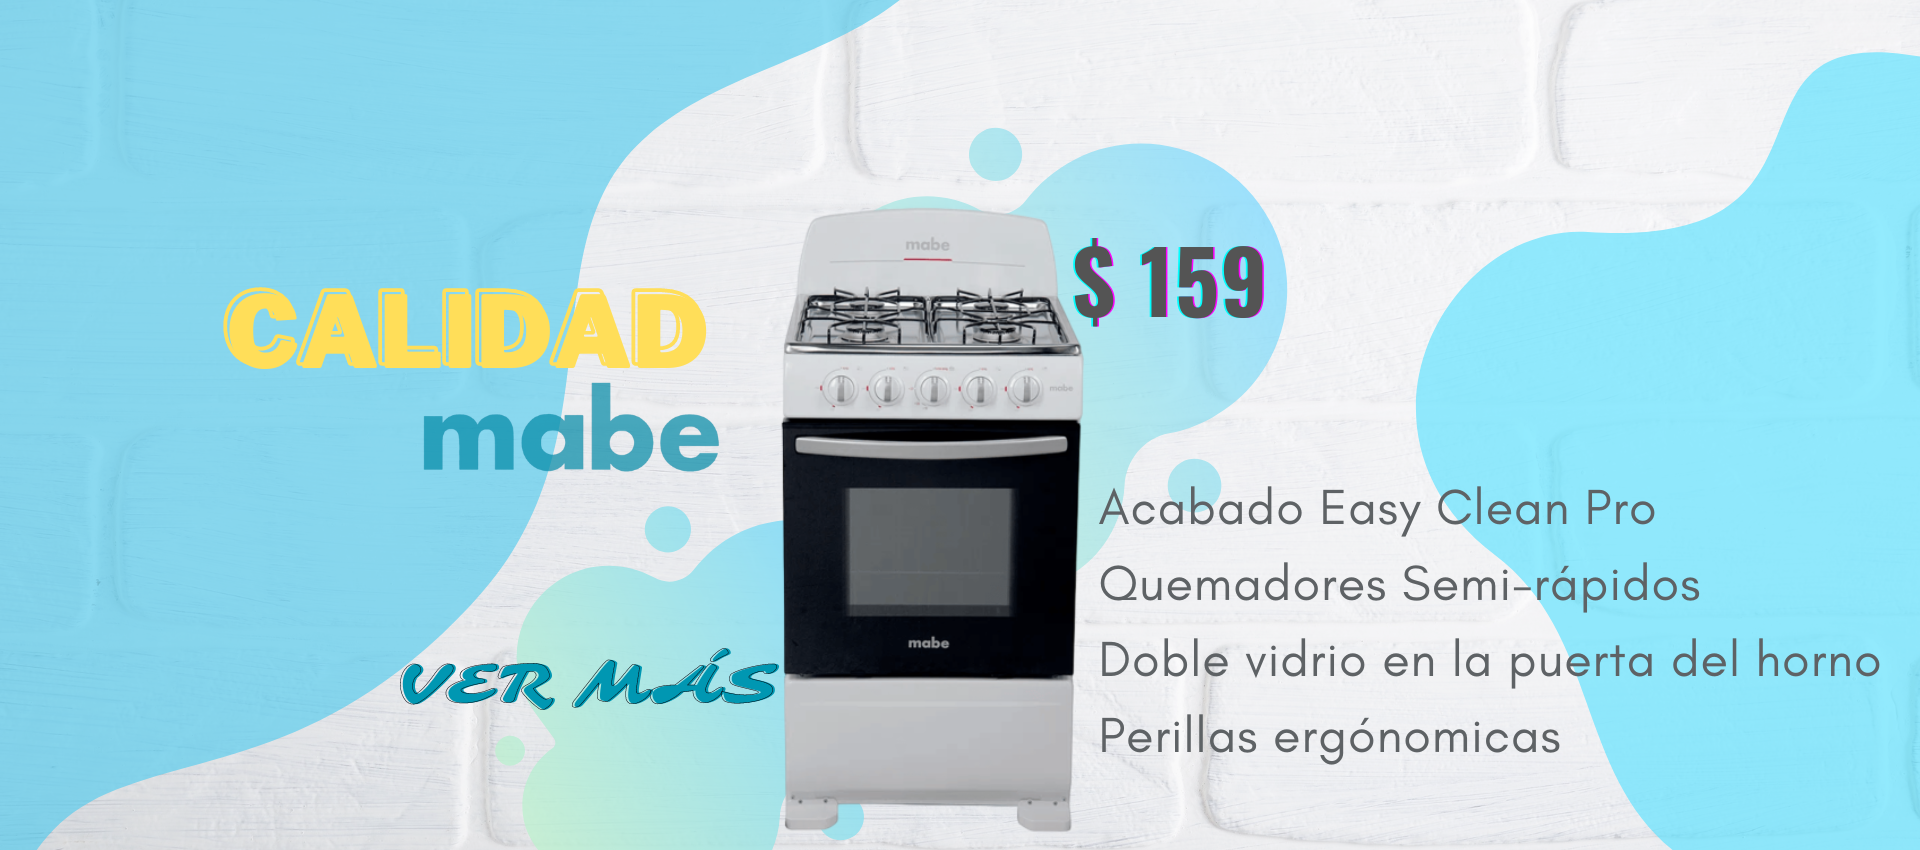 CALIDAD
mabe
VER MÁS
mabe
$ 159
mabe
mabe
Acabado Easy Clean Pro
Quemadores Semi-rápidos
Doble vidrio en la puerta del horno
Perillas ergónomicas